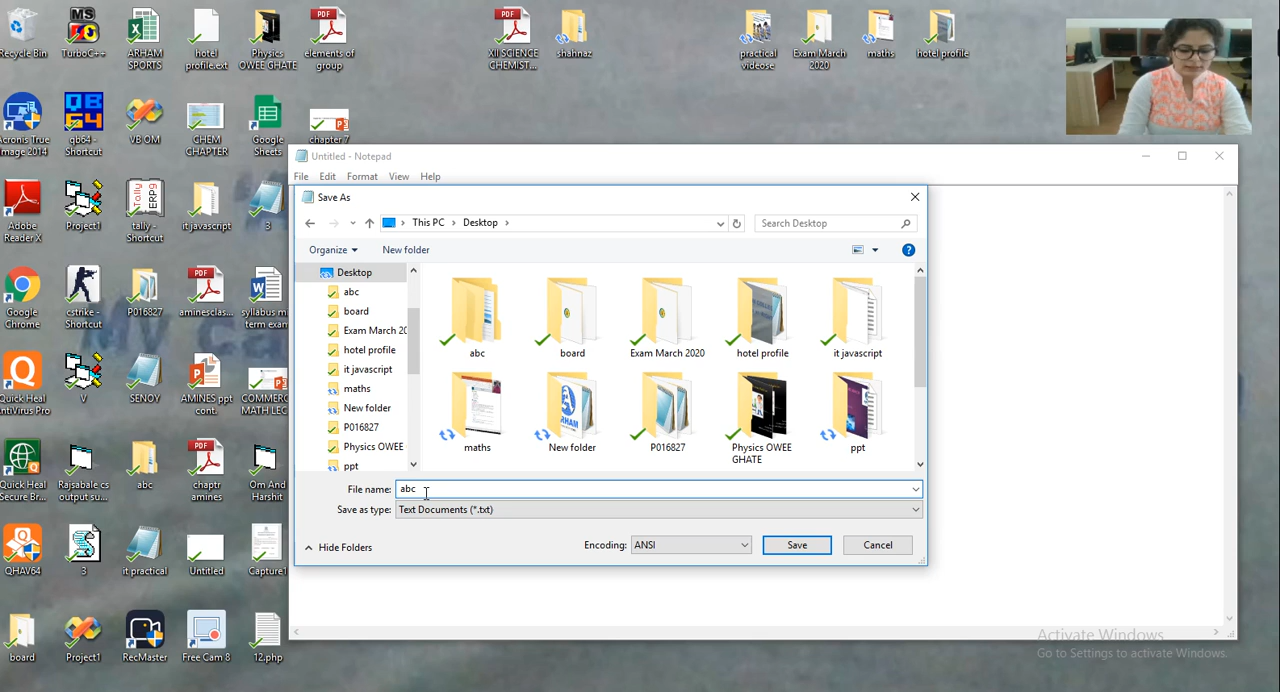 Recycle Bin
TurboC++
ARHAM SPORTS
hotel profile.ext
Physics OWEE GHATE
elements of group
XII SCIENCE CHEMIST...
shahnaz
practical videose
Exam March 2020
maths
hotel profile
Acronis True Image 2014
qb64 - Shortcut
VB OM
CHEM CHAPTER
Google Sheets
chapter 7
Adobe Reader X
Project1
tally - Shortcut
it javascript
3
Google Chrome
cstrike - Shortcut
P016827
aminesclas...
syllabus mi term exam
Quick Heal AntiVirus Pro
V
SENO1
AMINES ppt cont.
COMMERC MATH LEC
Quick Heal Secure Br...
Rajsabale cs output su...
abc
chaptr amines
Om And Harshit
QHAV64
3
it practical
Untitled
Capture1
board
Project1
RecMaster
Free Cam 8
12.php
Untitled - Notepad
File Edit Format View Help
Save As
This PC > Desktop >
Search Desktop
Organize
New folder
Desktop
abc
board
Exam March 20
hotel profile
it javascript
maths
New folder
P016827
Physics OWEE
ppt
abc
board
Exam March 2020
hotel profile
it javascript
maths
New folder
P016827
Physics OWEE GHATE
ppt
File name: abc
Save as type: Text Documents (*.txt)
Hide Folders
Encoding: ANSI
Save
Cancel
Activate Windows
Go to Settings to activate Windows.